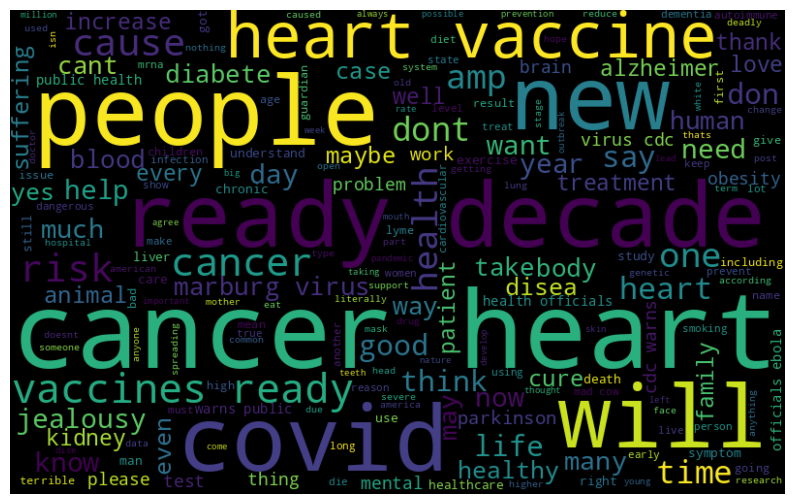 million
caused
always
possible
prevention
reduce
dementia
autoimmune
used
isn
increase
got
heart vaccine
deadly
cause
nothing
mrna
diet
state
thank
cant
public health
diabete
case
amp
brain
alzheimer
love
suffering
people
guardian
system
well
new
first
don
old
result
white
human
change
age
rate
level
stage
outbreak
thats
doctor
week
treat
dont
want
virus cdc
need
give
children
understand
lead
blood
infection
maybe
work
exercise
say
keep
post
issue
every
day
open
getting
year
obesity
yes
help
show
big
chronic
problem
lung
treatment
term
lot
dangerous
ready decade
still
agree
mouth
cardiovascular
much
make
lyme
health
hospital
type
part
pandemic
one
study
including
american
liver
cancer
risk
care
taking
women
take
body
genetic
prevent
according
marburg virus
support
patient
disea
heart
name
animal
bad
important
mother
eat
literally
way
health officials
cdc warns
doesnt
mean
mask
drug
good
smoking
someone
anyone
true
another
skin
cancer heart
spreading
common
nature
develop
officials ebola
teeth
head
using
cure
death
vaccines ready
high
reason
severe
think
thought
mad cow
family
must
warns public
due
america
now
parkinson
face
left
anything
jealousy
use
may
will
person
kidney
data
come
covid
live
even
long
life
many
early
symptom
know
man
dise
healthy
right
time
going
terrible
please
test
thing
die
mental
healthcare
higher
young
research